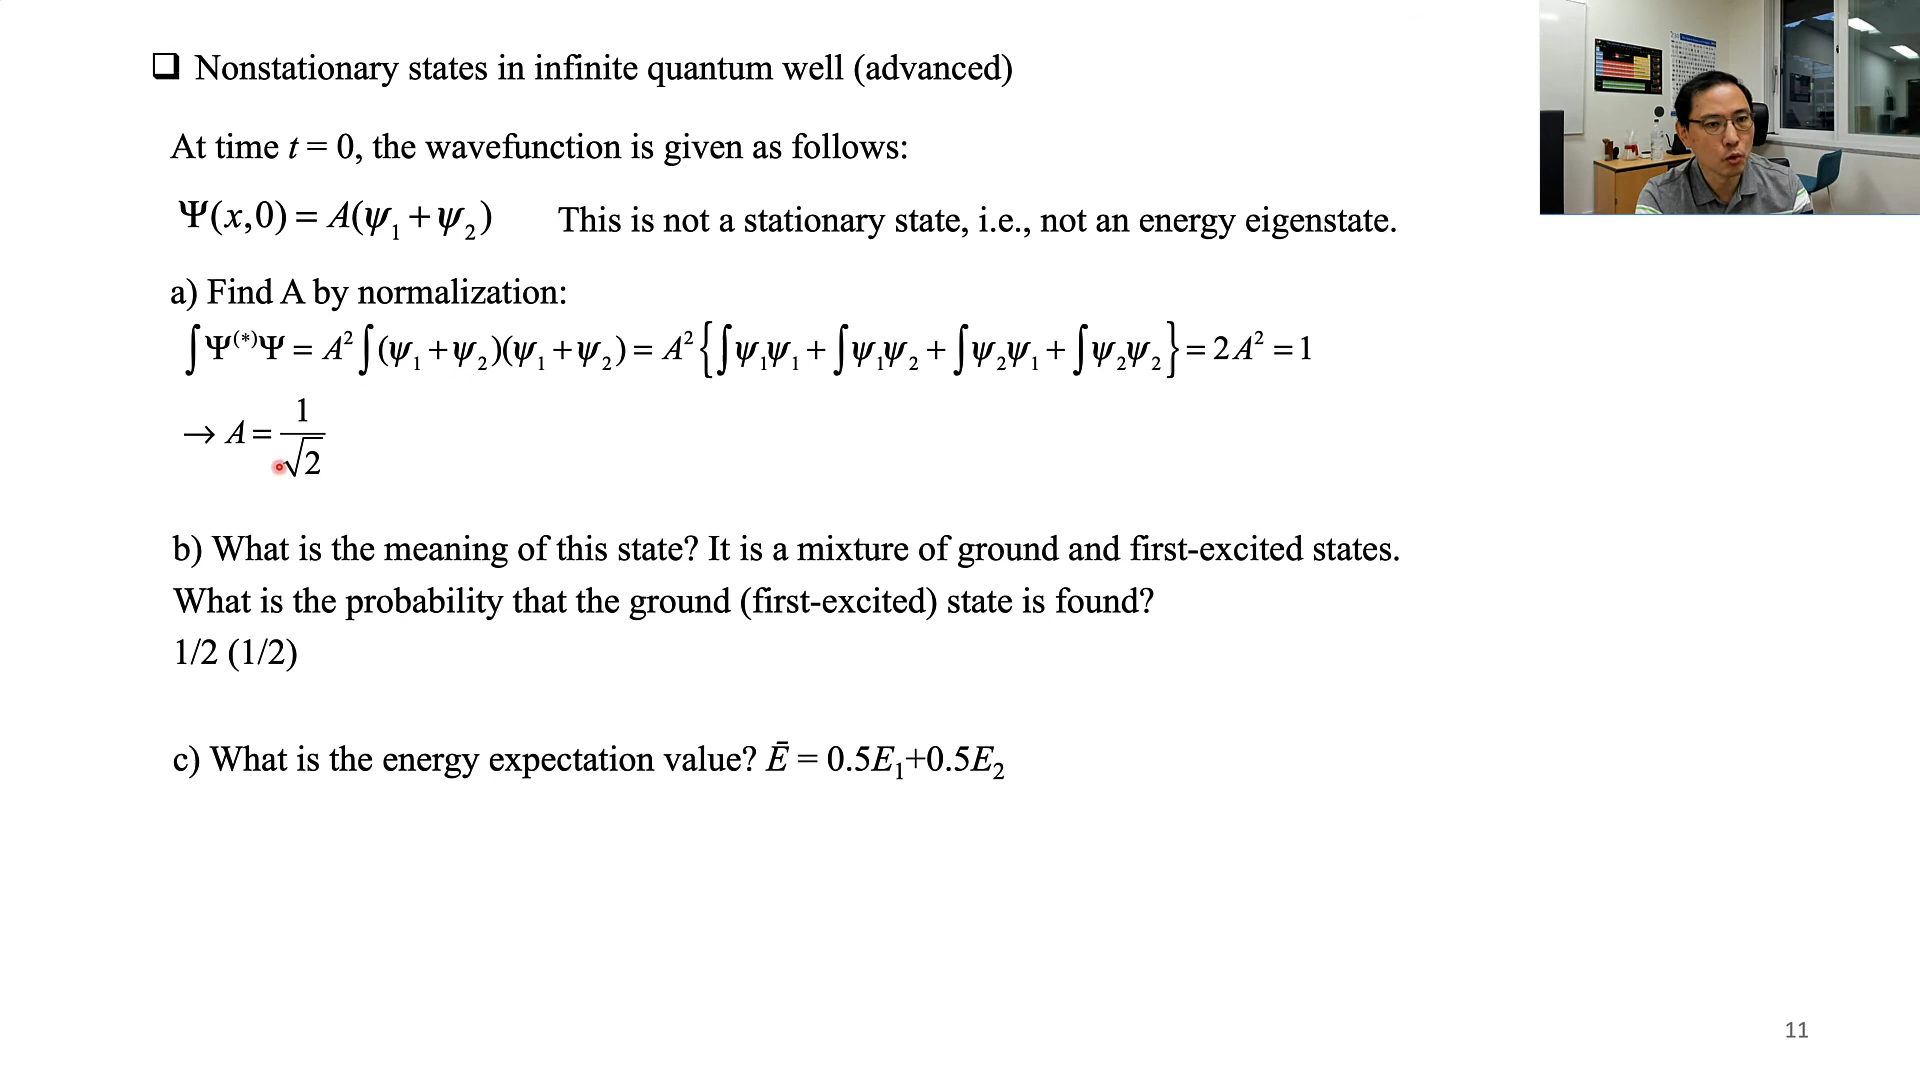 ❑ Nonstationary states in infinite quantum well (advanced)
At time t = 0, the wavefunction is given as follows:
Ψ(x,0) = A(ψ₁ + ψ₂) This is not a stationary state, i.e., not an energy eigenstate.
a) Find A by normalization:
∫Ψ⁽*⁾Ψ = A² ∫(ψ₁ + ψ₂)(ψ₁ + ψ₂) = A² {∫ψ₁ψ₁ + ∫ψ₁ψ₂ + ∫ψ₂ψ₁ + ∫ψ₂ψ₂} = 2A² = 1
→ A = 1/√2
b) What is the meaning of this state? It is a mixture of ground and first-excited states.
What is the probability that the ground (first-excited) state is found?
1/2 (1/2)
c) What is the energy expectation value? Ē = 0.5E₁+0.5E₂
11